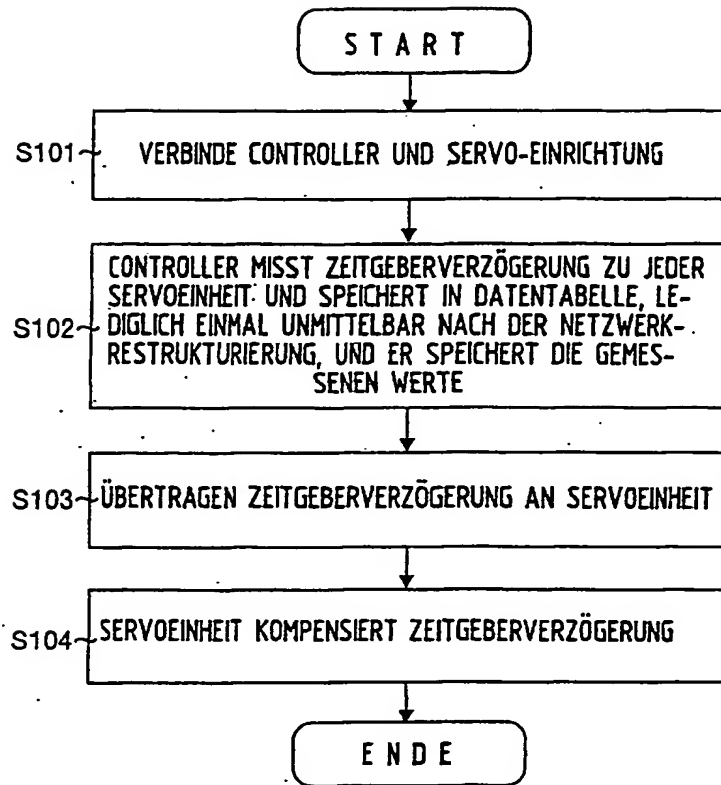 START
S101
VERBINDE CONTROLLER UND SERVO-EINRICHTUNG
CONTROLLER MISST ZEITGEBERVERZÖGERUNG ZU JEDER
SERVOEINHEIT UND SPEICHERT IN DATENTABELLE, LE-
S102
DIGLICH EINMAL UNMITTELBAR NACH DER NETZWERK-
RESTRUKTURIERUNG, UND ER SPEICHERT DIE GEMES-
SENEN WERTE
S103
ÜBERTRAGEN ZEITGEBERVERZÖGERUNG AN SERVOEINHEIT
S104
SERVOEINHEIT KOMPENSIERT ZEITGEBERVERZÖGERUNG
ENDE